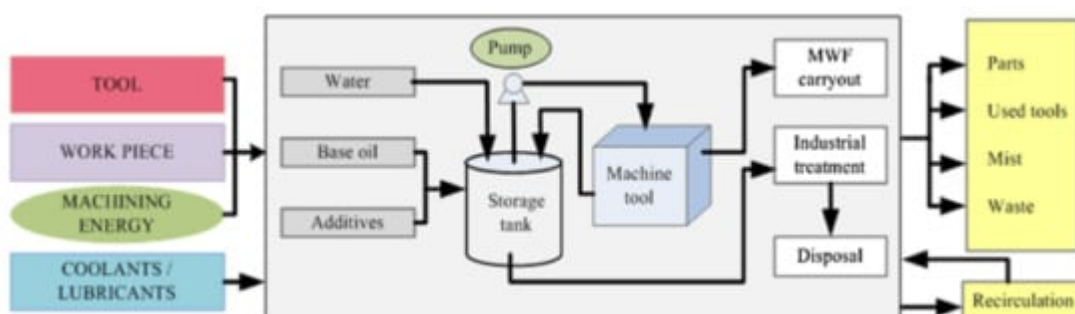 TOOL
WORK PIECE
MACHINING
ENERGY
COOLANTS /
LUBRICANTS
Water
Base oil
Additives
Pump
Storage
tank
Machine
tool
MWF
carryout
Industrial
treatment
Disposal
Parts
Used tools
Mist
Waste
Recirculation